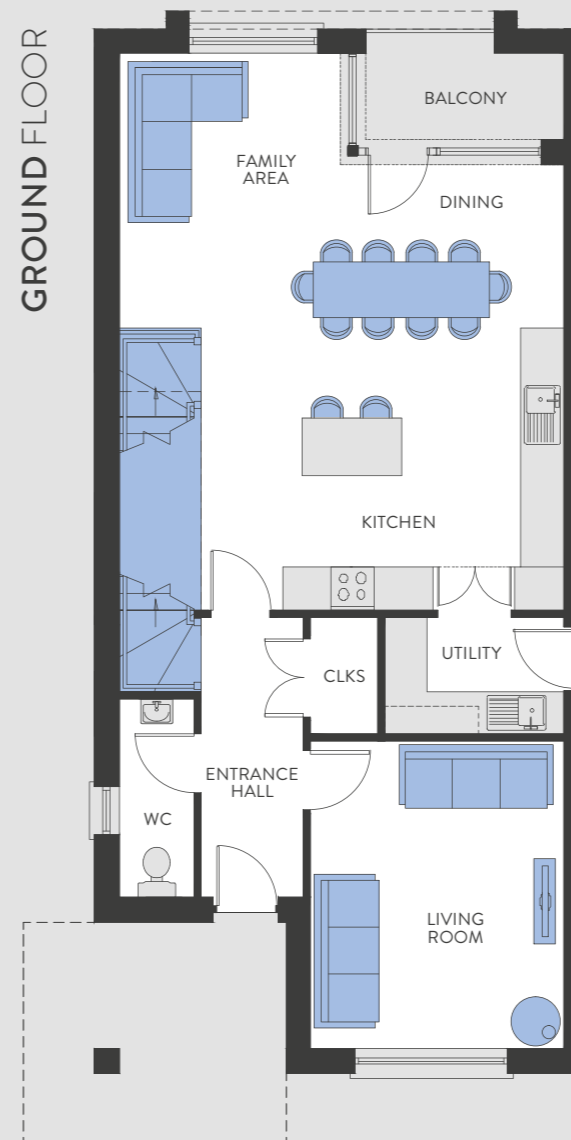 GROUND FLOOR
BALCONY
FAMILY
AREA
DINING
KITCHEN
UTILITY
CLKS
ENTRANCE
HALL
WC
LIVING
ROOM